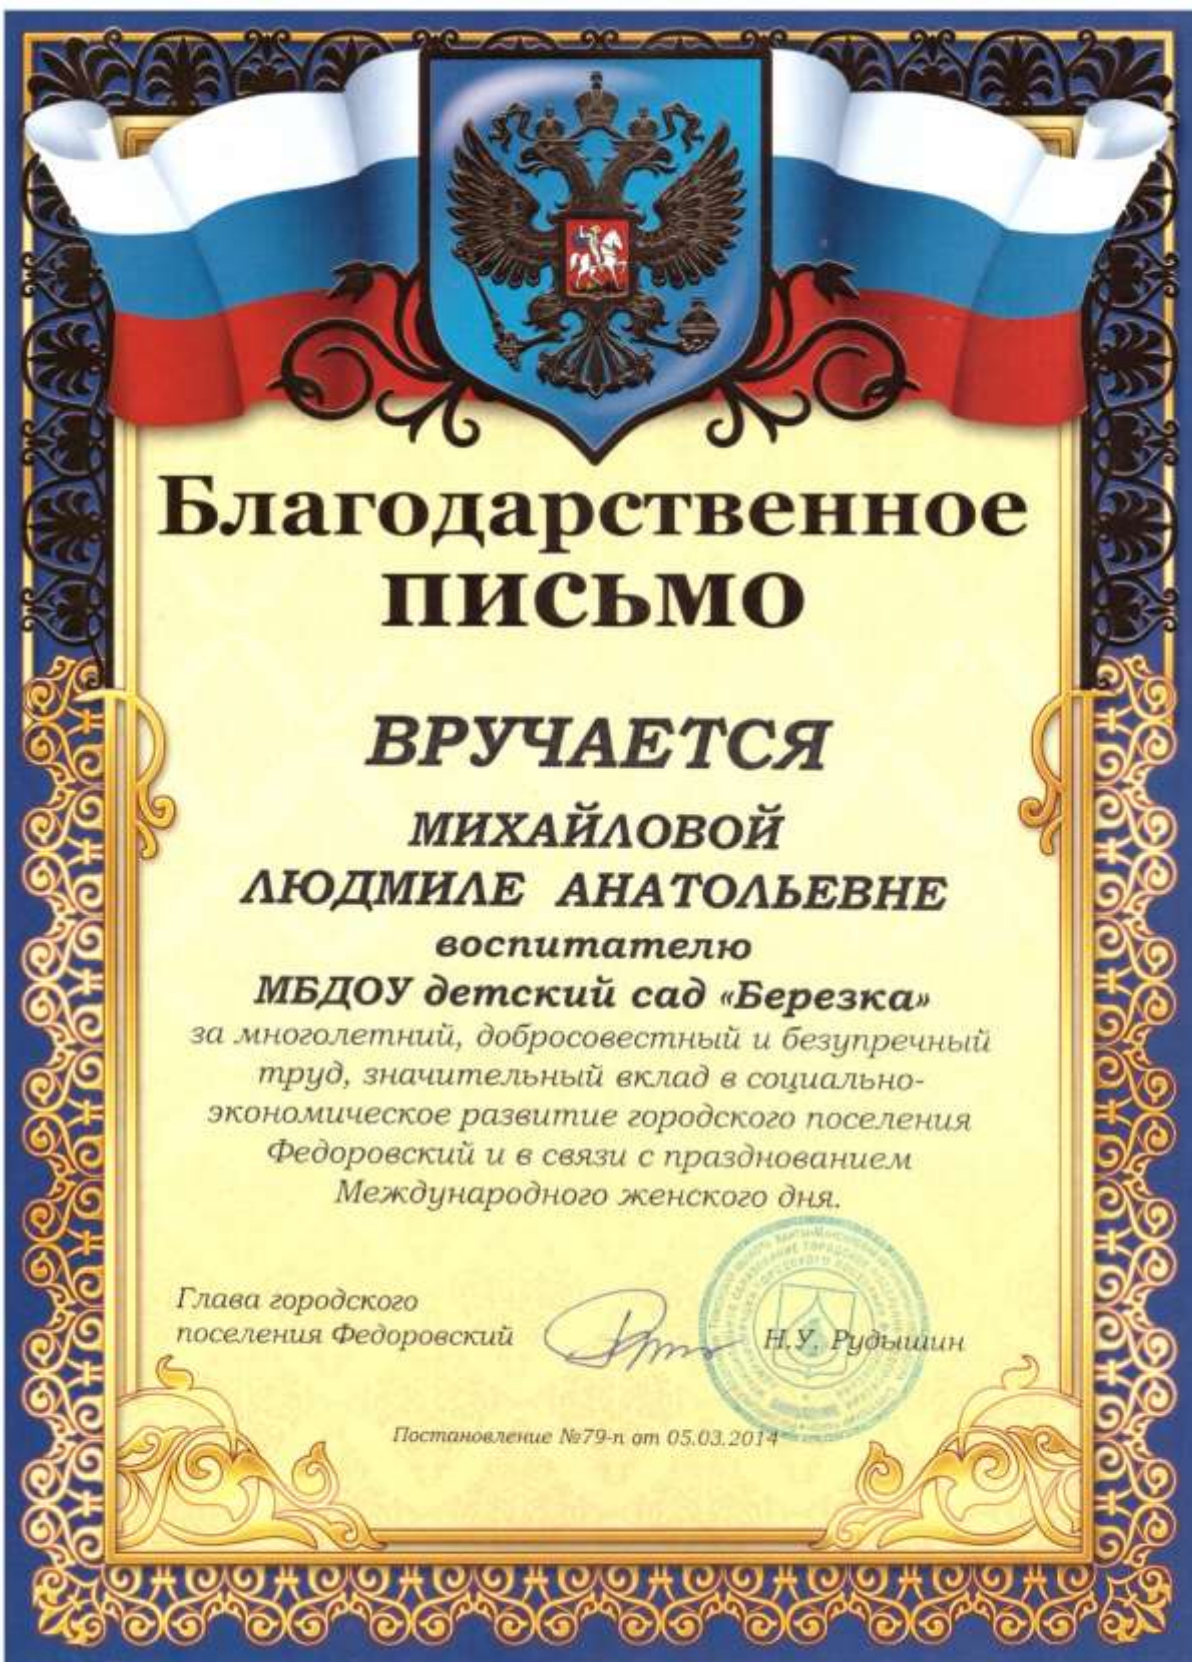 Благодарственное
письмо
ВРУЧАЕТСЯ
МИХАЙЛОВОЙ
ЛЮДМИЛЕ АНАТОЛЬЕВНЕ
воспитателю
МБДОУ детский сад «Березка»
за многолетний, добросовестный и безупречный
труд, значительный вклад в социально-
экономическое развитие городского поселения
Федоровский и в связи с празднованием
Международного женского дня.
Глава городского
поселения Федоровский Н.У. Рудышин
Постановление №79-п от 05.03.2014